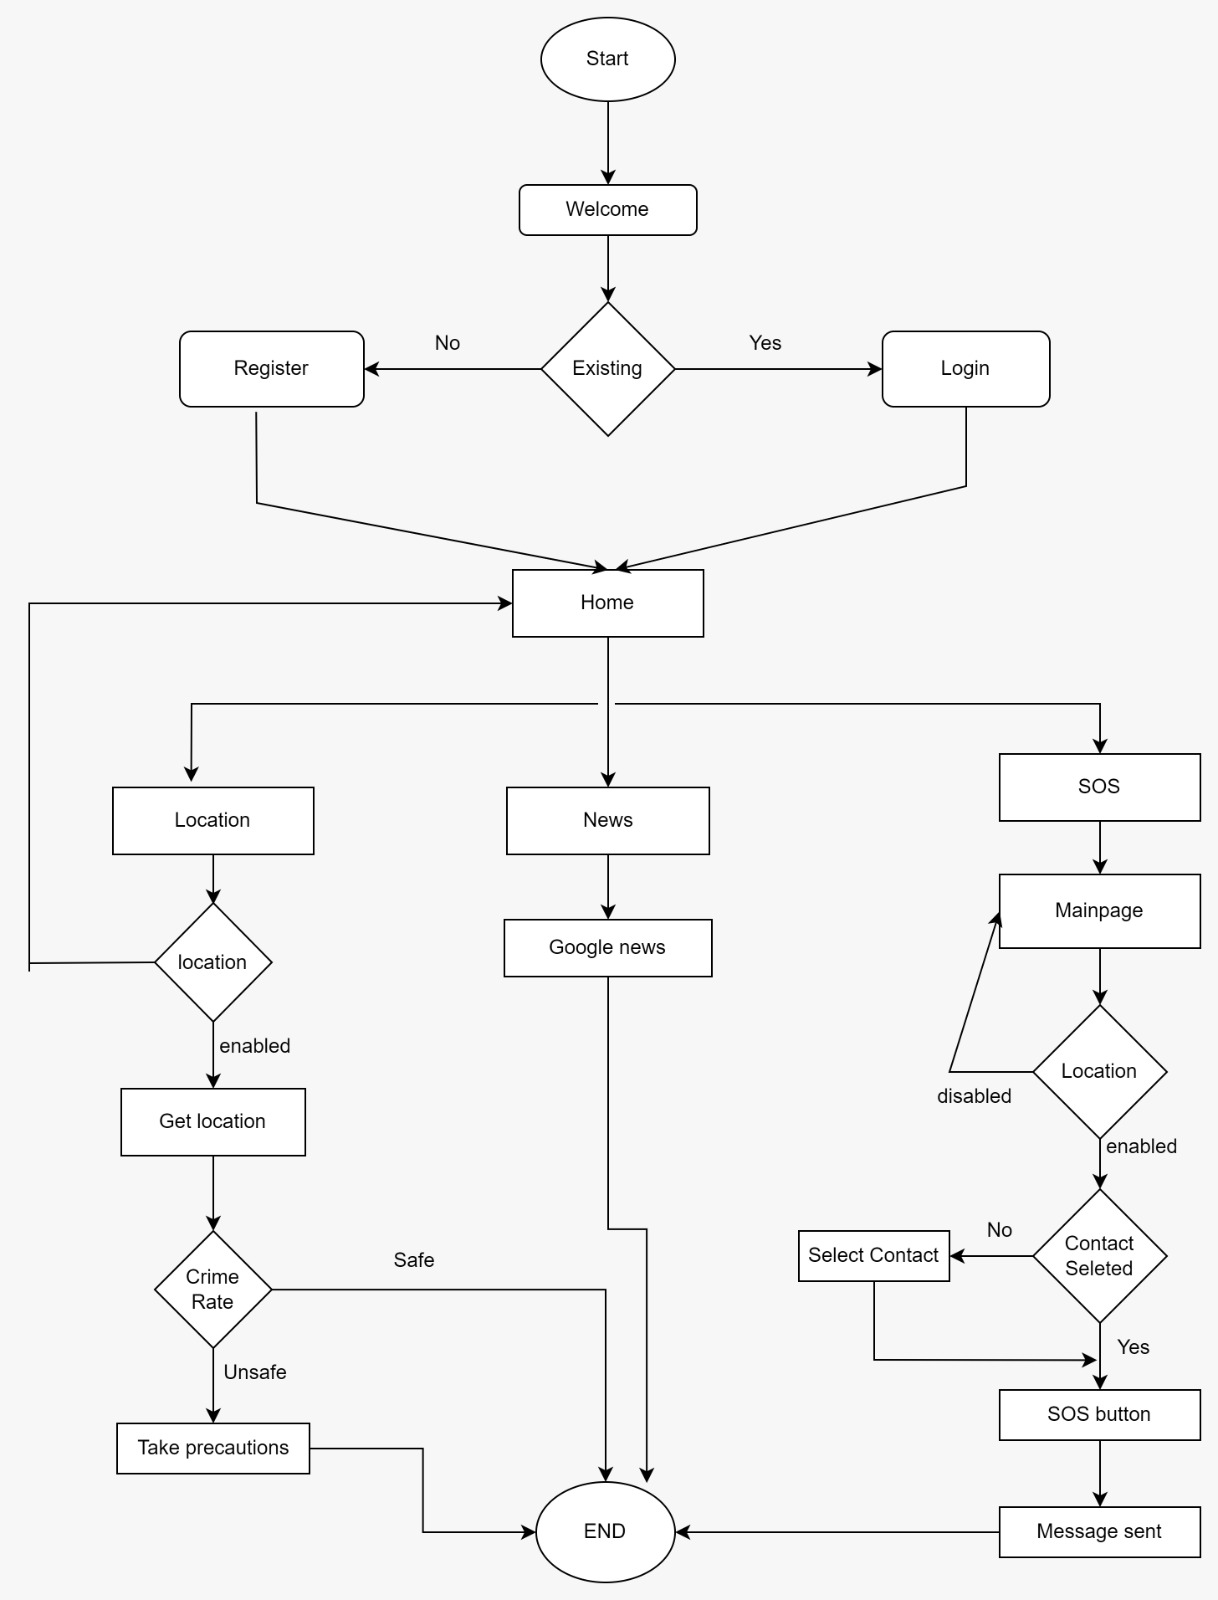 Start
Welcome
No
Yes
Register
Existing
Login
Home
SOS
Location
News
Mainpage
Google news
location
enabled
Location
disabled
Get location
enabled
No
Select Contact
Contact
Seleted
Safe
Crime
Rate
Yes
Unsafe
SOS button
Take precautions
END
Message sent